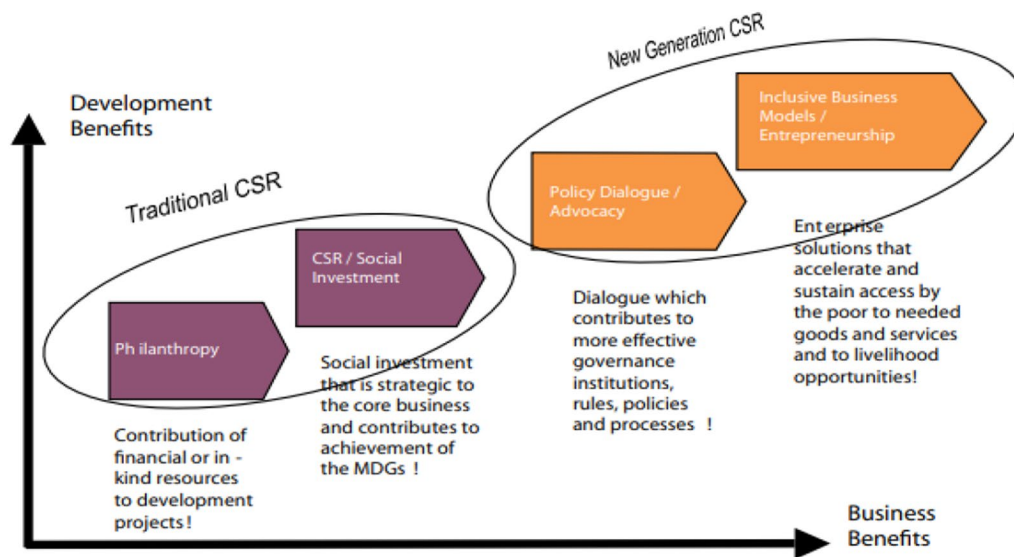 New Generation CSR
Development
Benefits
Inclusive Business
Models /
Entrepreneurship
Traditional CSR
Policy Dialogue /
Advocacy
CSR / Social
Investment
Ph ilanthropy
Ent erprise
solutions that
accelerate and
sustain access by
the poor to needed
goods and services
and to livelihood
opportunities!
Dialogue which
contributes to
more effective
governance
institutions,
rules, policies
and processes !
Social investment
that is strategic to
the core business
and contributes to
achievement of
the MDGs !
Contribution of
financial or in -
kind resources
to development
projects!
Business
Benefits